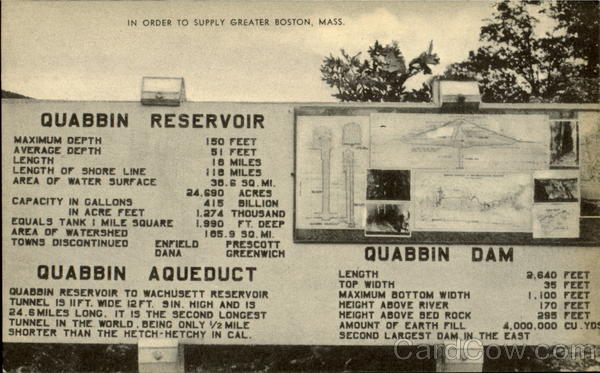 IN ORDER TO SUPPLY GREATER BOSTON, MASS.
QUABBIN RESERVOIR
MAXIMUM DEPTH 150 FEET
AVERAGE DEPTH 51 FEET
LENGTH 18 MILES
LENGTH OF SHORE LINE 118 MILES
AREA OF WATER SURFACE 38.6 SQ. MI.
24,690 ACRES
CAPACITY IN GALLONS 415 BILLION
IN ACRE FEET 1,274 THOUSAND
EQUALS TANK 1 MILE SQUARE 1,990 FT. DEEP
AREA OF WATERSHED 185.9 SQ. MI.
TOWNS DISCONTINUED ENFIELD PRESCOTT
DANA GREENWICH
QUABBIN AQUEDUCT
QUABBIN RESERVOIR TO WACHUSETT RESERVOIR
TUNNEL IS 11 FT. WIDE 12 FT. 9 IN. HIGH AND IS
24.6 MILES LONG. IT IS THE SECOND LONGEST
TUNNEL IN THE WORLD, BEING ONLY 1/2 MILE
SHORTER THAN THE HETCH-HETCHY IN CAL.
QUABBIN DAM
LENGTH 2,640 FEET
TOP WIDTH 35 FEET
MAXIMUM BOTTOM WIDTH 1,100 FEET
HEIGHT ABOVE RIVER 170 FEET
HEIGHT ABOVE BED ROCK 295 FEET
AMOUNT OF EARTH FILL 4,000,000 CU. YDS
SECOND LARGEST DAM IN THE EAST
CardCow.com